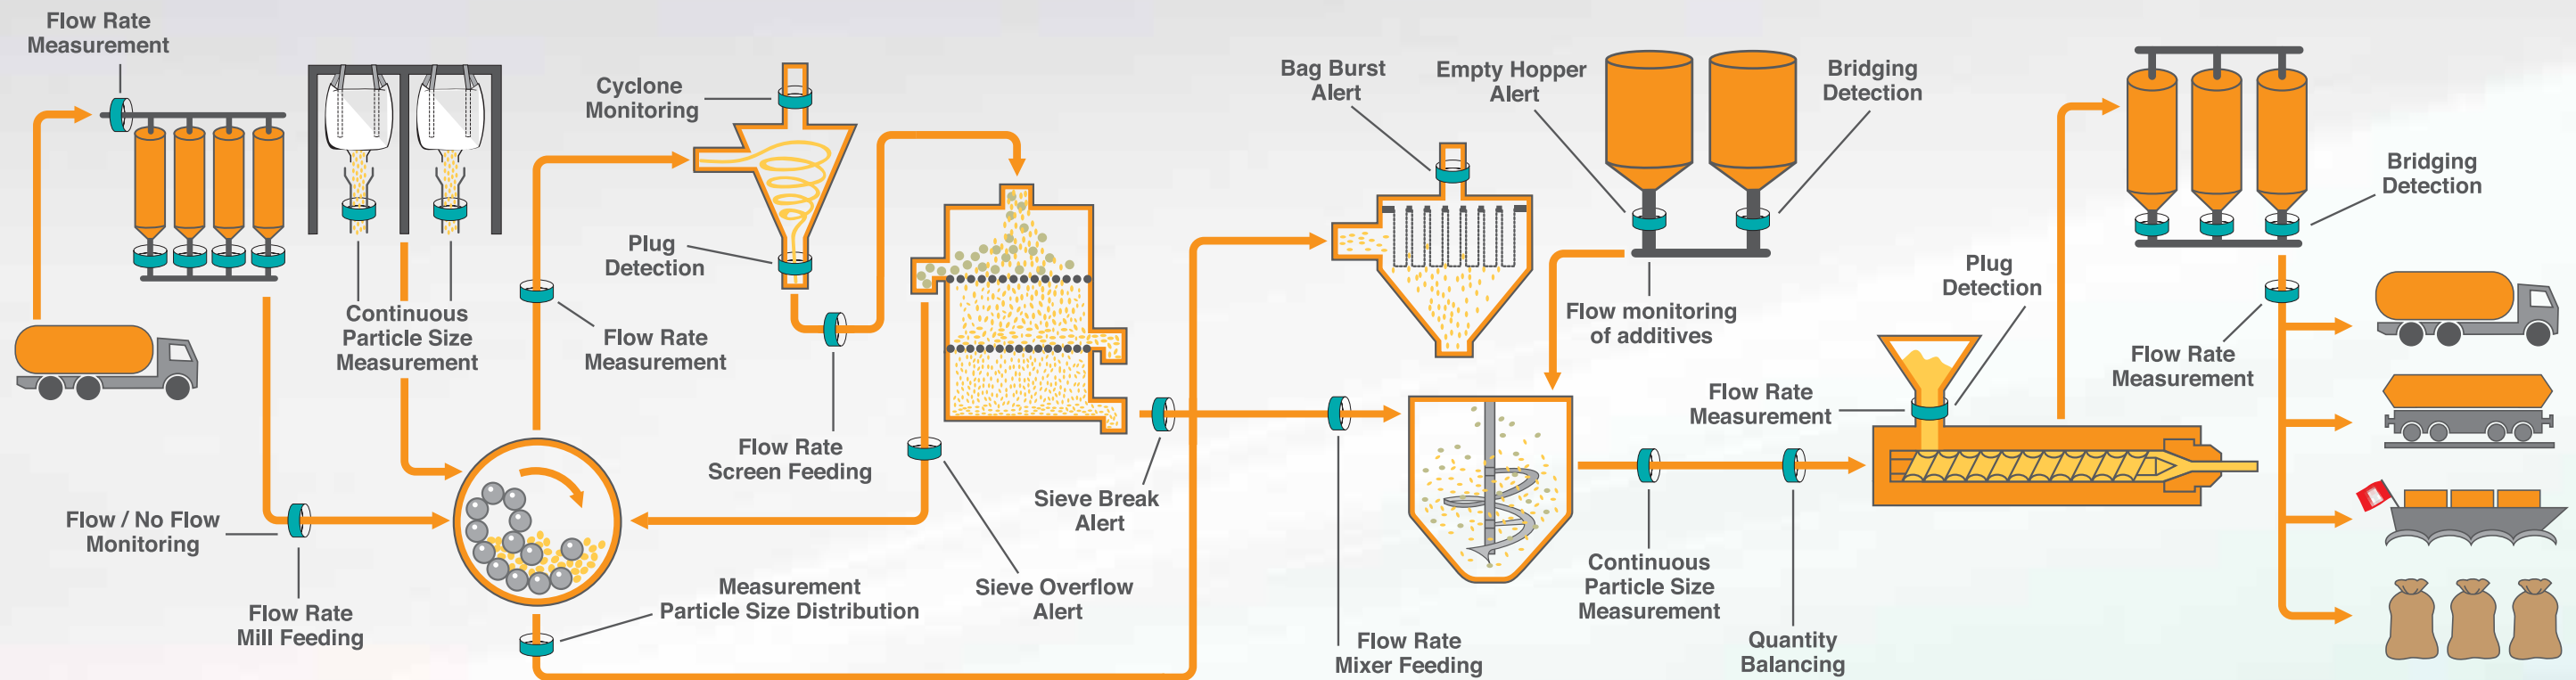 Flow Rate
Measurement
Cyclone
Monitoring
Plug
Detection
Continuous
Particle Size
Measurement
Flow Rate
Measurement
Flow / No Flow
Monitoring
Flow Rate
Mill Feeding
Flow Rate
Screen Feeding
Measurement
Particle Size Distribution
Sieve Overflow
Alert
Sieve Break
Alert
Bag Burst
Alert
Empty Hopper
Alert
Bridging
Detection
Flow monitoring
of additives
Flow Rate
Mixer Feeding
Continuous
Particle Size
Measurement
Quantity
Balancing
Flow Rate
Measurement
Plug
Detection
Bridging
Detection
Flow Rate
Measurement